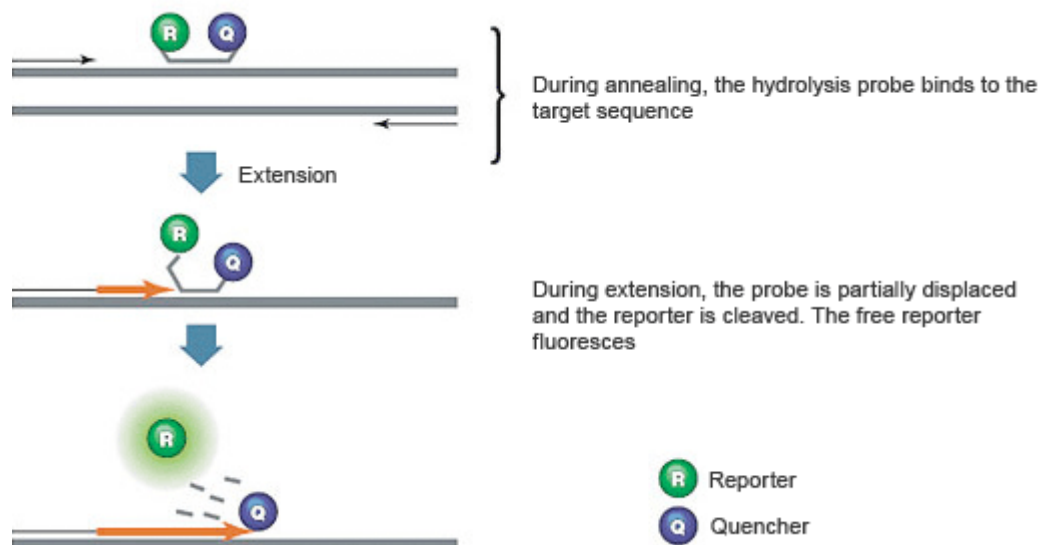 R Q
During annealing, the hydrolysis probe binds to the
target sequence
Extension
R
Q
During extension, the probe is partially displaced
and the reporter is cleaved. The free reporter
fluoresces
R
Q
R Reporter
Q Quencher